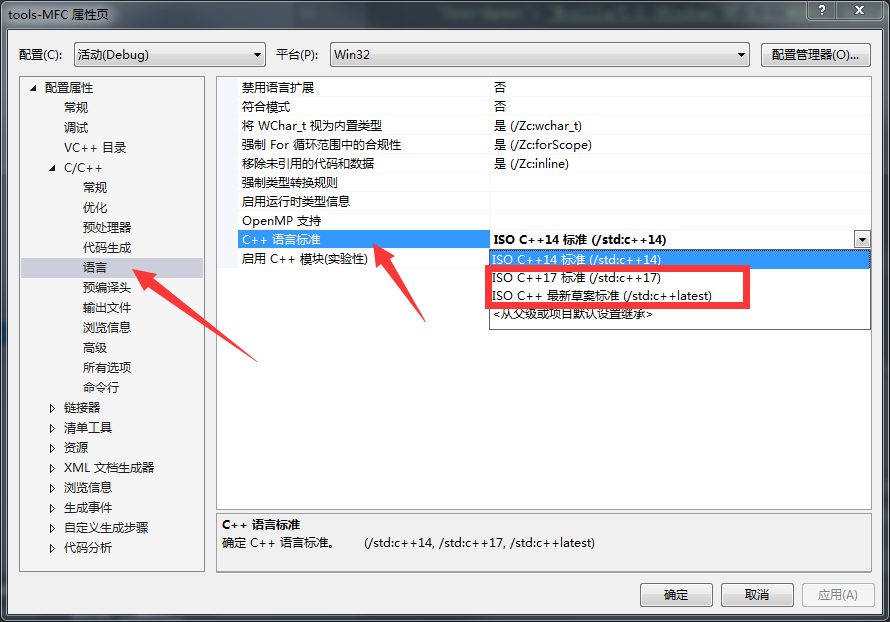 tools-MFC 属性页
配置(C):
活动(Debug)
平台(P):
Win32
配置管理器(O)...
配置属性
常规
调试
VC++ 目录
C/C++
常规
优化
预处理器
代码生成
语言
预编译头
输出文件
浏览信息
高级
所有选项
命令行
链接器
清单工具
资源
XML 文档生成器
浏览信息
生成事件
自定义生成步骤
代码分析
禁用语言扩展 否
符合模式 否
将 WChar_t 视为内置类型 是 (/Zc:wchar_t)
强制 For 循环范围中的合规性 是 (/Zc:forScope)
移除未引用的代码和数据 是 (/Zc:inline)
强制类型转换规则
启用运行时类型信息
OpenMP 支持
C++ 语言标准 ISO C++14 标准 (/std:c++14)
启用 C++ 模块(实验性)
ISO C++14 标准 (/std:c++14)
ISO C++17 标准 (/std:c++17)
ISO C++ 最新草案标准 (/std:c++latest)
<从父级或项目默认设置继承>
C++ 语言标准
确定 C++ 语言标准。 (/std:c++14, /std:c++17, /std:c++latest)
确定
取消
应用(A)